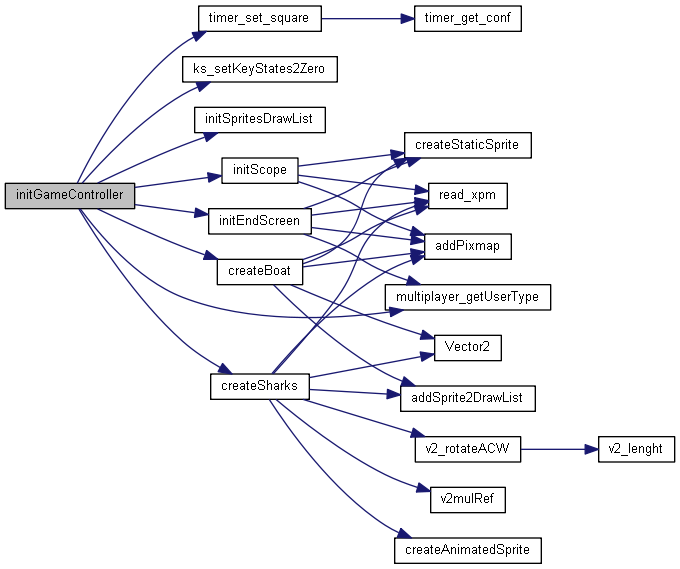 timer_set_square
timer_get_conf
ks_setKeyStates2Zero
initSpritesDrawList
createStaticSprite
initScope
read_xpm
initGameController
initEndScreen
addPixmap
createBoat
multiplayer_getUserType
Vector2
createSharks
addSprite2DrawList
v2_rotateACW
v2_lenght
v2mulRef
createAnimatedSprite